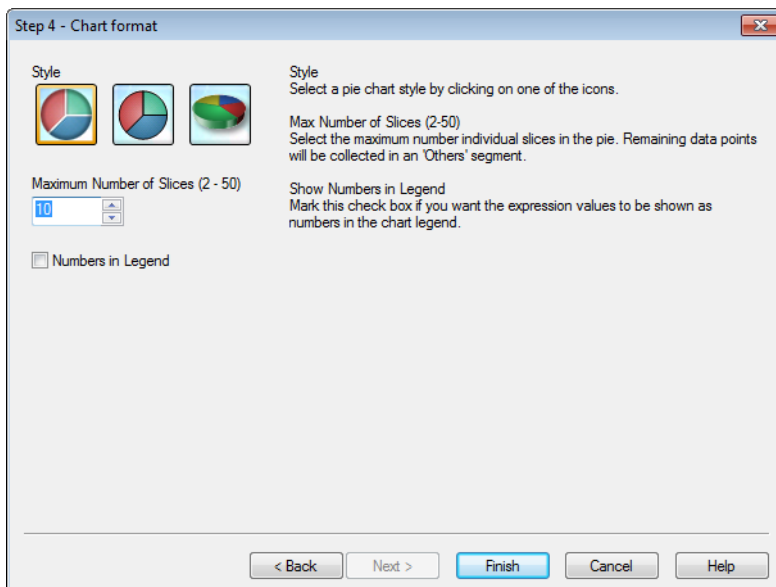 Step 4 - Chart format
Style
Maximum Number of Slices (2 - 50)
10
Numbers in Legend
Style
Select a pie chart style by clicking on one of the icons.
Max Number of Slices (2-50)
Select the maximum number individual slices in the pie. Remaining data points
will be collected in an 'Others' segment.
Show Numbers in Legend
Mark this check box if you want the expression values to be shown as
numbers in the chart legend.
< Back
Next >
Finish
Cancel
Help